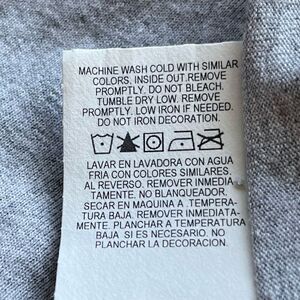 MACHINE WASH COLD WITH SIMILAR
COLORS, INSIDE OUT.REMOVE
PROMPTLY. DO NOT BLEACH.
TUMBLE DRY LOW. REMOVE
PROMPTLY. LOW IRON IF NEEDED.
DO NOT IRON DECORATION.
LAVAR EN LAVADORA CON AGUA
FRIA CON COLORES SIMILARES.
AL REVERSO. REMOVER INMEDIA-
TAMENTE. NO BLANQUEADOR.
SECAR EN MAQUINA A .TEMPERA-
TURA BAJA. REMOVER INMEDIATA-
MENTE. PLANCHAR A TEMPERATURA
BAJA SI ES NECESARIO. NO
PLANCHAR LA DECORACION.